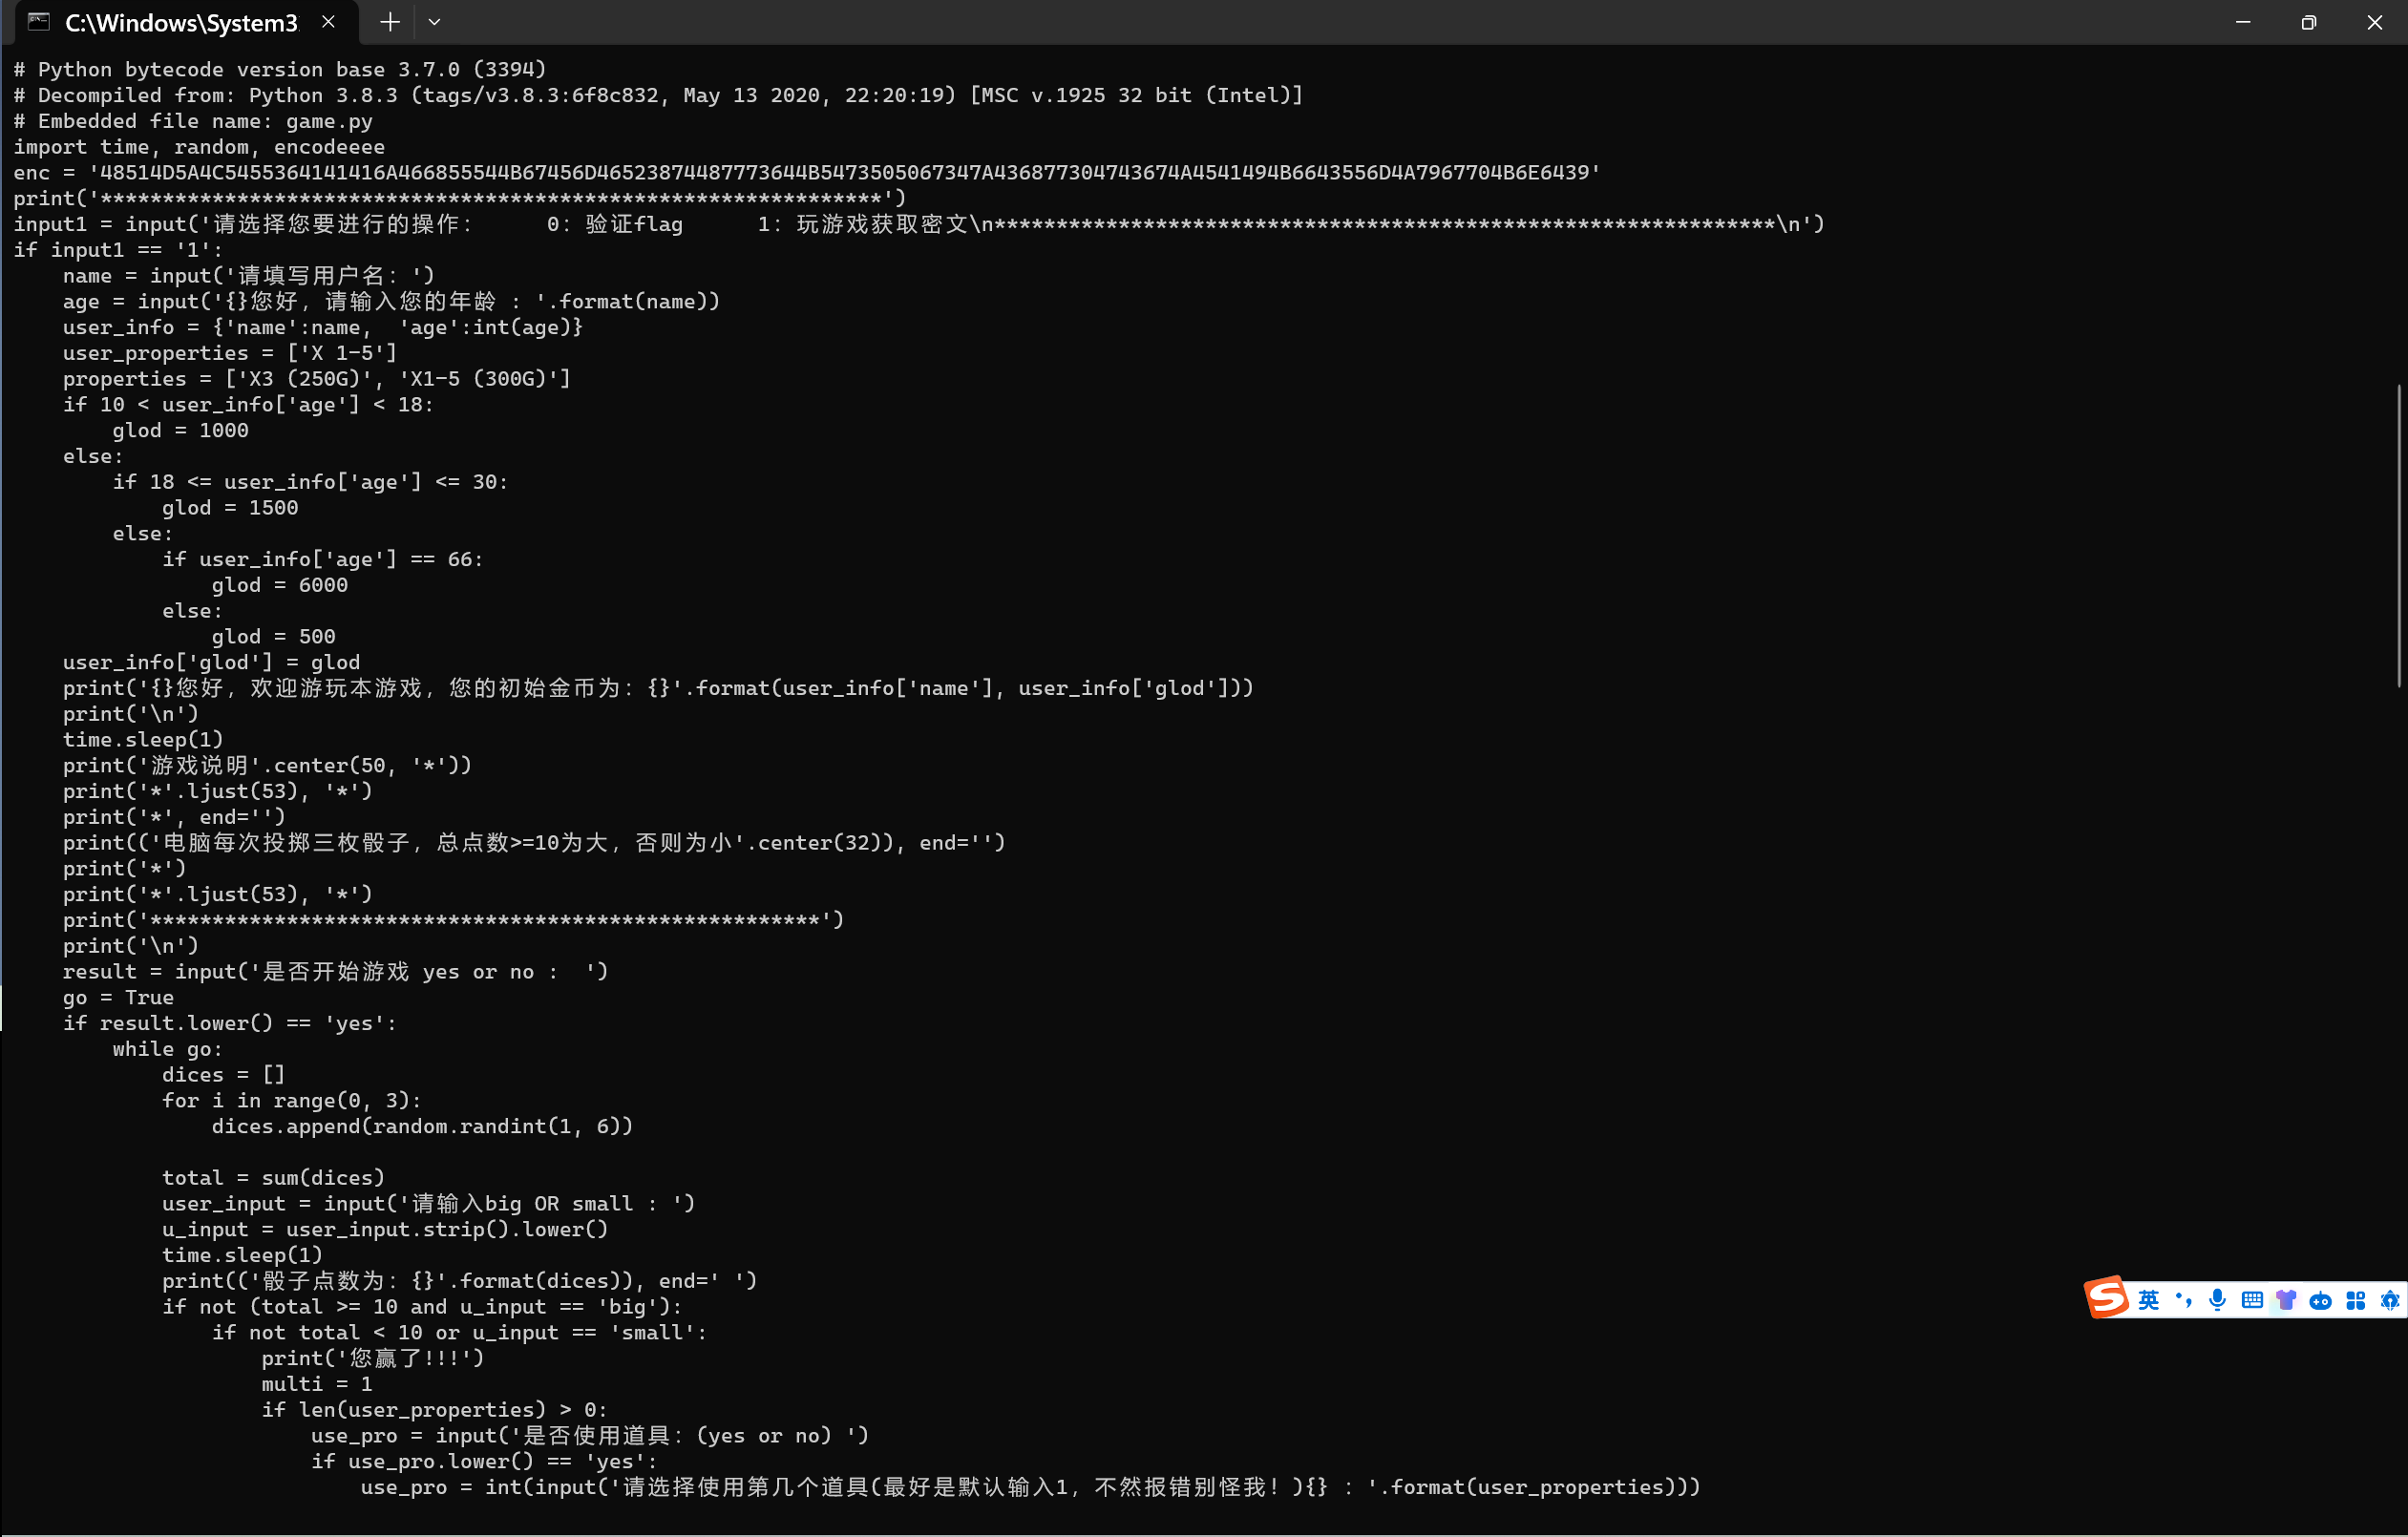 C:\Windows\System3
# Python bytecode version base 3.7.0 (3394)
# Decompiled from: Python 3.8.3 (tags/v3.8.3:6f8c832, May 13 2020, 22:20:19) [MSC v.1925 32 bit (Intel)]
# Embedded file name: game.py
import time, random, encodeeee
enc = '48514D5A4C5455364141416A466855544B67456D46523874487773644B5473505067347A436877304743674A4541494B6643556D4A7967704B6E6439'
print('***************************************************************')
input1 = input('请选择您要进行的操作：      0：验证flag      1：玩游戏获取密文\n***************************************************************\n')
if input1 == '1':
    name = input('请填写用户名：')
    age = input('{}您好，请输入您的年龄 : '.format(name))
    user_info = {'name':name,  'age':int(age)}
    user_properties = ['X 1-5']
    properties = ['X3 (250G)', 'X1-5 (300G)']
    if 10 < user_info['age'] < 18:
        glod = 1000
    else:
        if 18 <= user_info['age'] <= 30:
            glod = 1500
        else:
            if user_info['age'] == 66:
                glod = 6000
            else:
                glod = 500
    user_info['glod'] = glod
    print('{}您好，欢迎游玩本游戏，您的初始金币为：{}'.format(user_info['name'], user_info['glod']))
    print('\n')
    time.sleep(1)
    print('游戏说明'.center(50, '*'))
    print('*'.ljust(53), '*')
    print('*', end='')
    print(('电脑每次投掷三枚骰子，总点数>=10为大，否则为小'.center(32)), end='')
    print('*')
    print('*'.ljust(53), '*')
    print('******************************************************')
    print('\n')
    result = input('是否开始游戏 yes or no :  ')
    go = True
    if result.lower() == 'yes':
        while go:
            dices = []
            for i in range(0, 3):
                dices.append(random.randint(1, 6))
            total = sum(dices)
            user_input = input('请输入big OR small : ')
            u_input = user_input.strip().lower()
            time.sleep(1)
            print(('骰子点数为：{}'.format(dices)), end=' ')
            if not (total >= 10 and u_input == 'big'):
                if not total < 10 or u_input == 'small':
                    print('您赢了!!!')
                    multi = 1
                    if len(user_properties) > 0:
                        use_pro = input('是否使用道具：(yes or no) ')
                        if use_pro.lower() == 'yes':
                            use_pro = int(input('请选择使用第几个道具(最好是默认输入1，不然报错别怪我！){} : '.format(user_properties)))
英